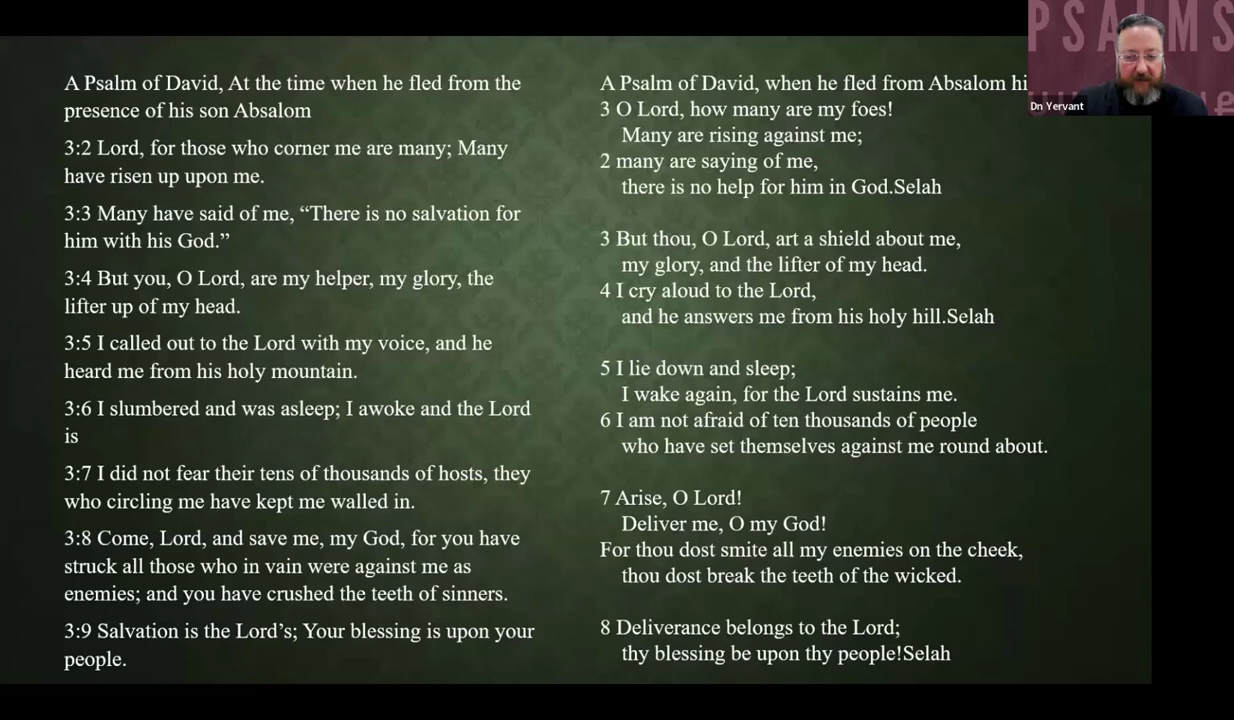 A Psalm of David, At the time when he fled from the
presence of his son Absalom
3:2 Lord, for those who corner me are many; Many
have risen up upon me.
3:3 Many have said of me, “There is no salvation for
him with his God.”
3:4 But you, O Lord, are my helper, my glory, the
lifter up of my head.
3:5 I called out to the Lord with my voice, and he
heard me from his holy mountain.
3:6 I slumbered and was asleep; I awoke and the Lord
is
3:7 I did not fear their tens of thousands of hosts, they
who circling me have kept me walled in.
3:8 Come, Lord, and save me, my God, for you have
struck all those who in vain were against me as
enemies; and you have crushed the teeth of sinners.
3:9 Salvation is the Lord’s; Your blessing is upon your
people.
A Psalm of David, when he fled from Absalom hi
3 O Lord, how many are my foes!
Many are rising against me;
2 many are saying of me,
there is no help for him in God.Selah
3 But thou, O Lord, art a shield about me,
my glory, and the lifter of my head.
4 I cry aloud to the Lord,
and he answers me from his holy hill.Selah
5 I lie down and sleep;
I wake again, for the Lord sustains me.
6 I am not afraid of ten thousands of people
who have set themselves against me round about.
7 Arise, O Lord!
Deliver me, O my God!
For thou dost smite all my enemies on the cheek,
thou dost break the teeth of the wicked.
8 Deliverance belongs to the Lord;
thy blessing be upon thy people!Selah
PSALMS
Dn Yervant